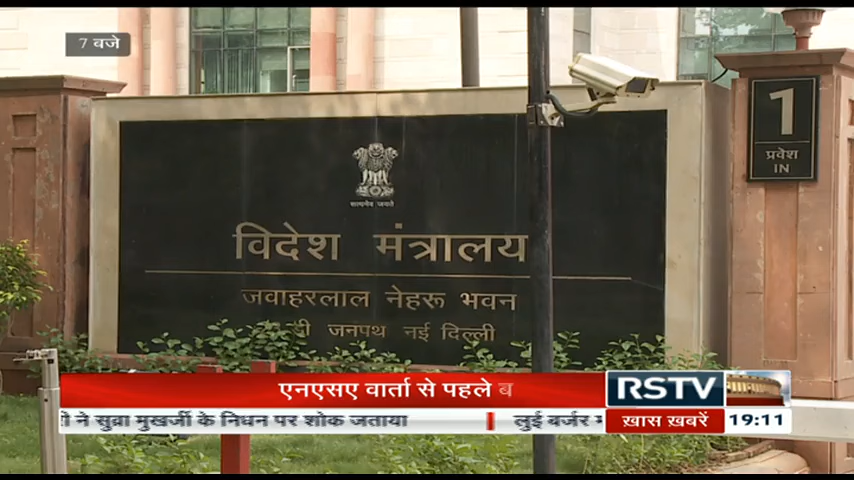 7 बजे
1
प्रवेश
IN
सत्यमेव जयते
विदेश मंत्रालय
जवाहरलाल नेहरू भवन
जनपथ नई दिल्ली
एनएसए वार्ता से पहले
RSTV
ने सुव्रा मुखर्जी के निधन पर शोक जताया
लुई बर्जर
ख़ास ख़बरें
19:11